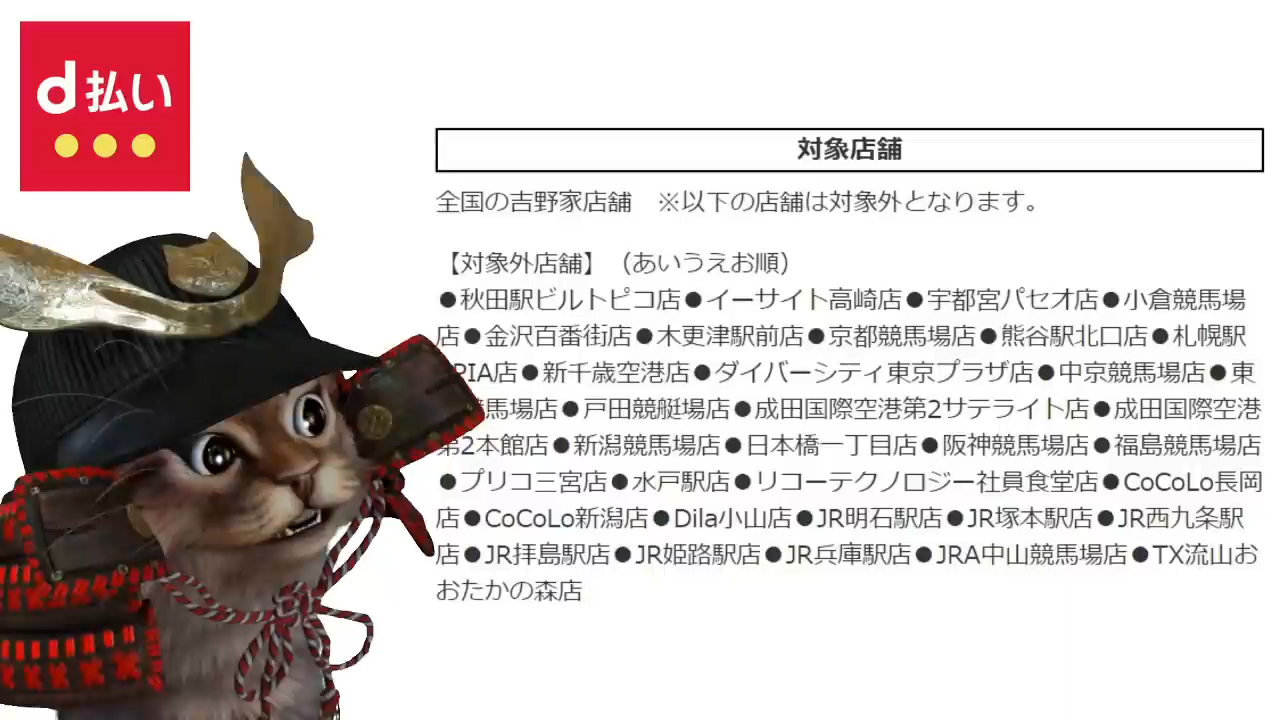 d払い
対象店舗
全国の吉野家店舗　※以下の店舗は対象外となります。
【対象外店舗】（あいうえお順）
●秋田駅ビルトピコ店●イーサイト高崎店●宇都宮パセオ店●小倉競馬場
店●金沢百番街店●木更津駅前店●京都競馬場店●熊谷駅北口店●札幌駅
PIA店●新千歳空港店●ダイバーシティ東京プラザ店●中京競馬場店●東
馬場店●戸田競艇場店●成田国際空港第2サテライト店●成田国際空港
第2本館店●新潟競馬場店●日本橋一丁目店●阪神競馬場店●福島競馬場店
●プリコ三宮店●水戸駅店●リコーテクノロジー社員食堂店●CoCoLo長岡
店●CoCoLo新潟店●Dila小山店●JR明石駅店●JR塚本駅店●JR西九条駅
店●JR拝島駅店●JR姫路駅店●JR兵庫駅店●JRA中山競馬場店●TX流山お
おたかの森店